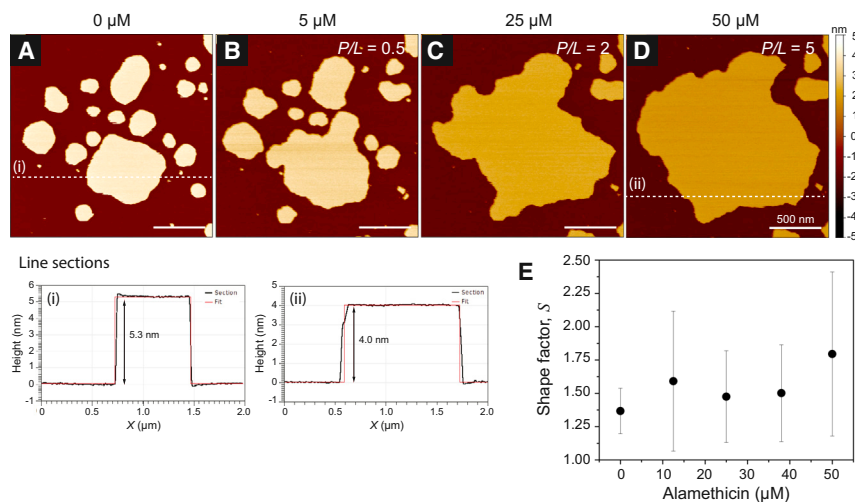 0 µM 5 µM 25 µM 50 µM
A B P/L = 0.5 C P/L = 2 D P/L = 5
nm
5
4
3
2
1
0
-1
-2
-3
-4
-5
(i)
(ii)
500 nm
Line sections
(i)
Section
Fit
5.3 nm
Height (nm)
6
5
4
3
2
1
0
-1
0 0.5 1.0 1.5 2.0
X (µm)
(ii)
Section
Fit
4.0 nm
Height (nm)
5
4
3
2
1
0
-1
0 0.5 1.0 1.5 2.0
X (µm)
E
Shape factor, S
2.50
2.25
2.00
1.75
1.50
1.25
1.00
0 10 20 30 40 50
Alamethicin (µM)